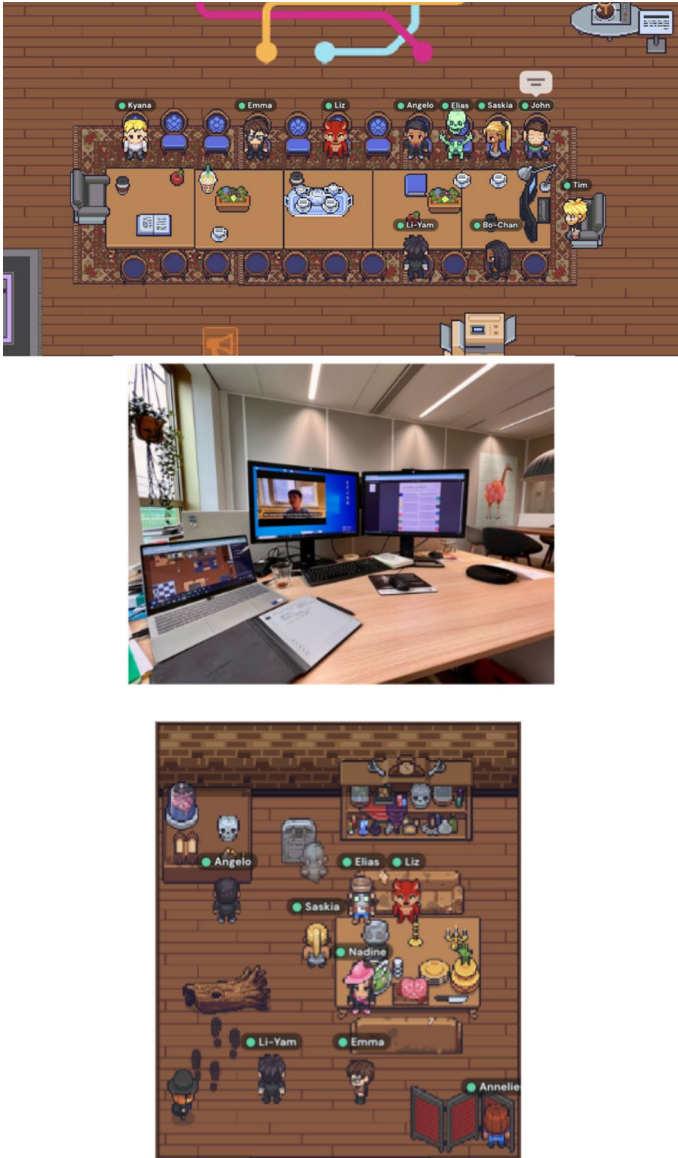 Kyana
Emma
Liz
Angelo
Elias
Saskia
John
Tim
Li-Yam
Bo-Chan
Angelo
Elias
Liz
Saskia
Nadine
Li-Yam
Emma
Annelie